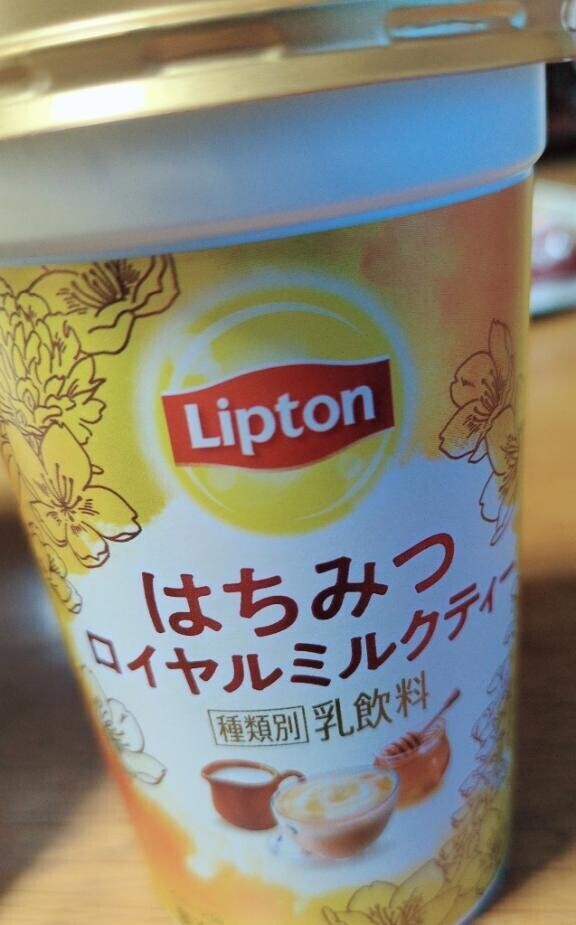 Lipton
はちみつ
ロイヤルミルクティー
種類別 乳飲料